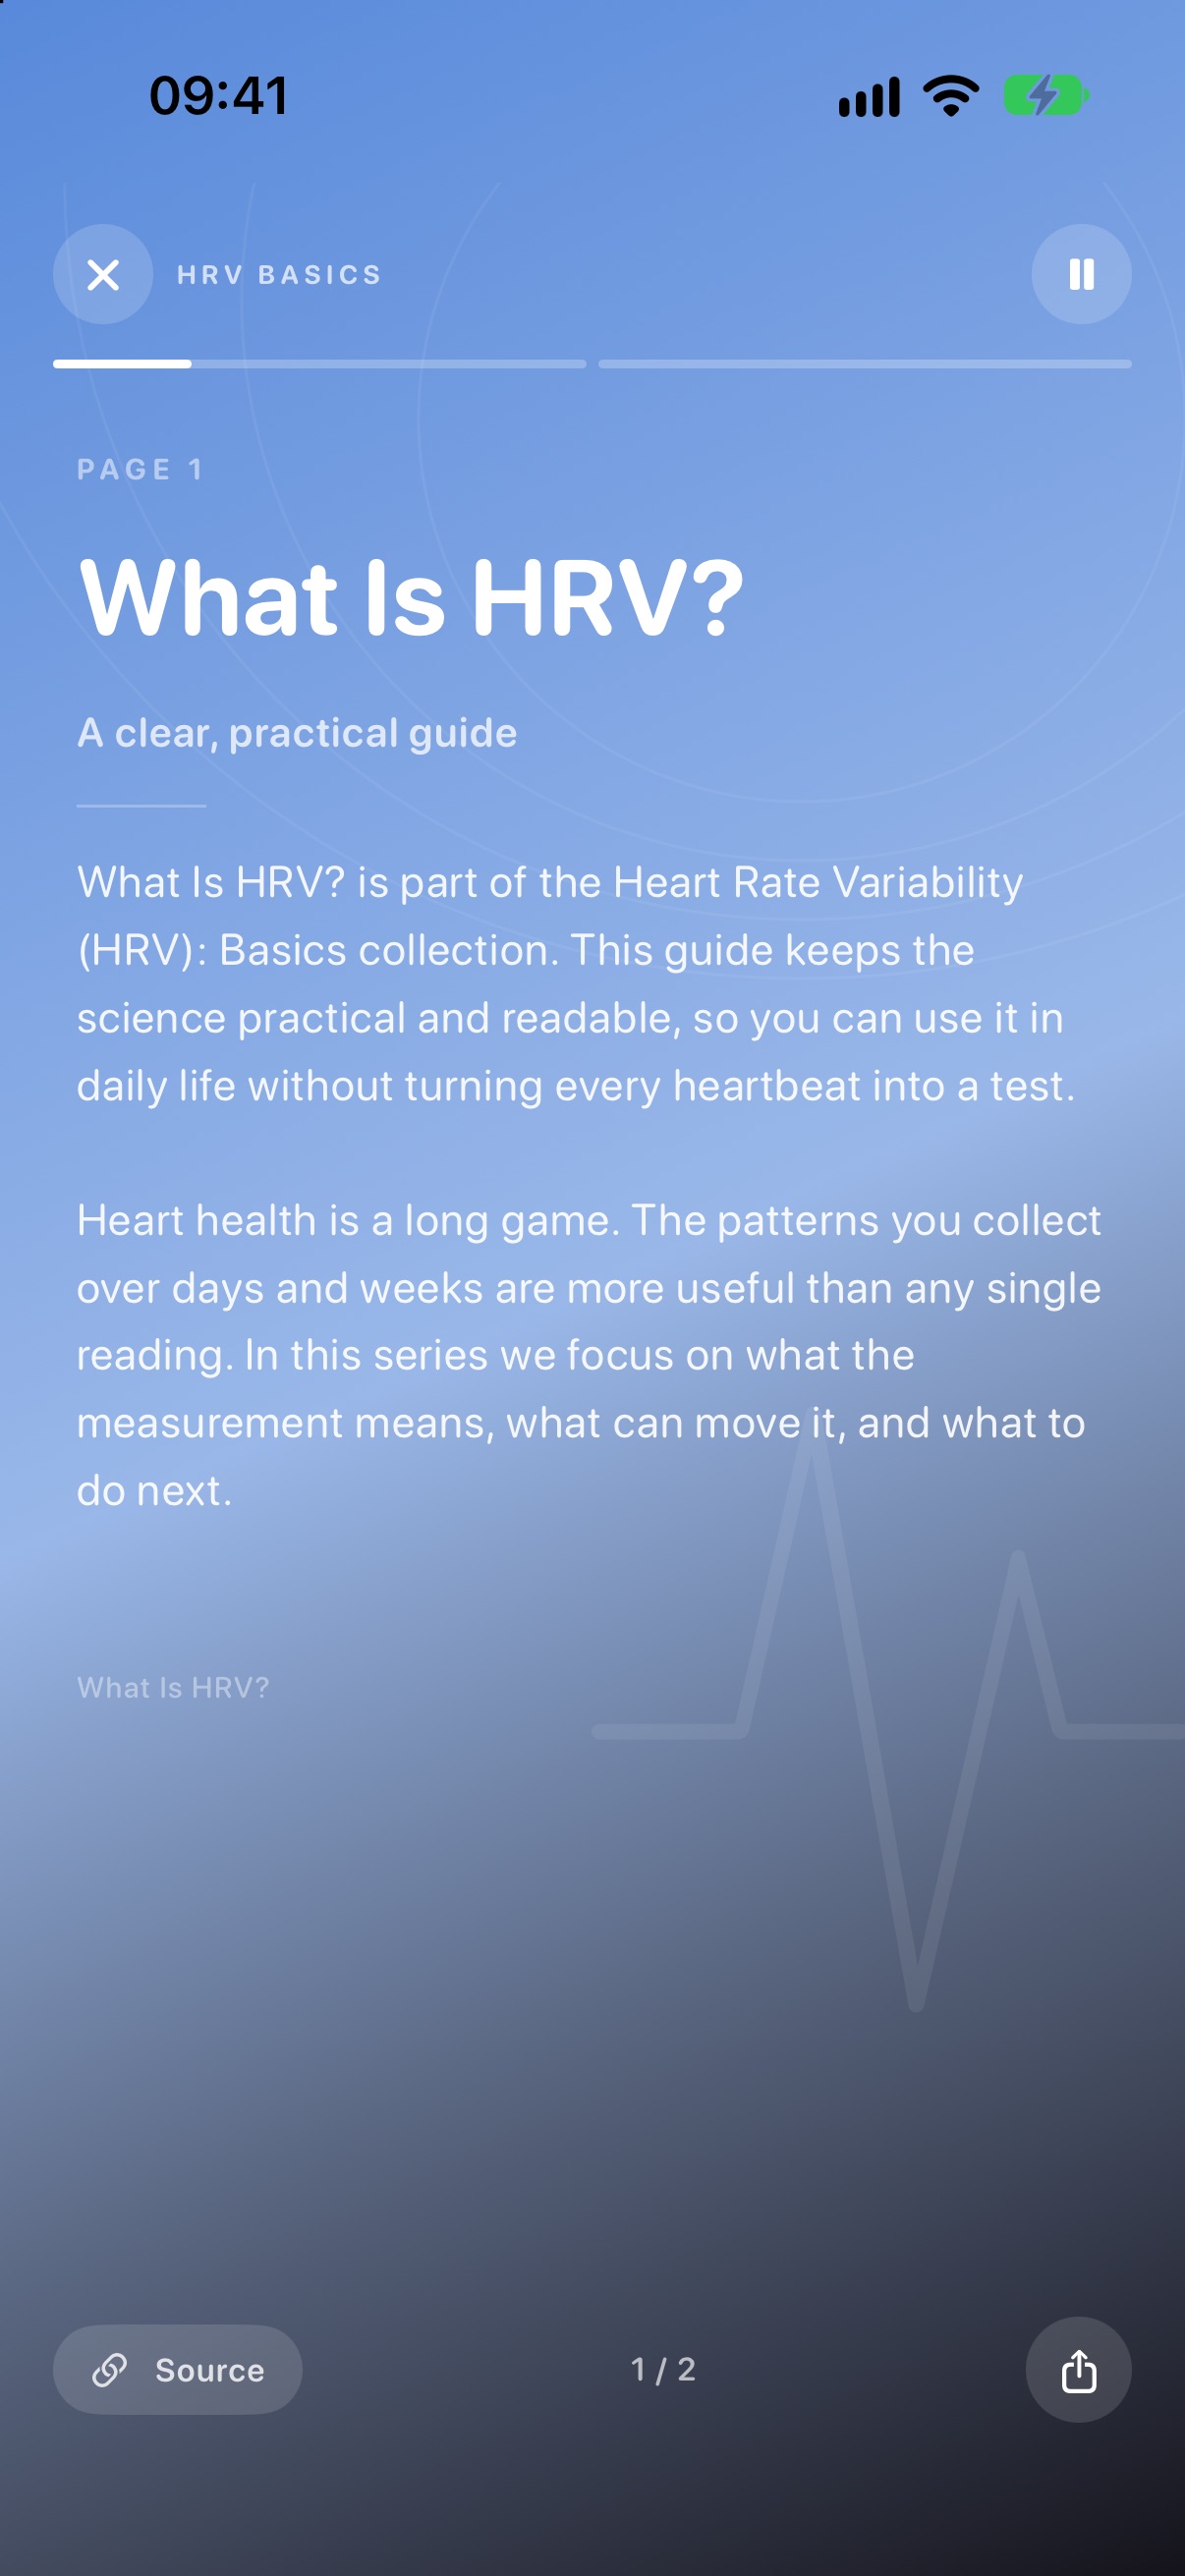 09:41
HRV BASICS
PAGE 1
What Is HRV?
A clear, practical guide
What Is HRV? is part of the Heart Rate Variability
(HRV): Basics collection. This guide keeps the
science practical and readable, so you can use it in
daily life without turning every heartbeat into a test.
Heart health is a long game. The patterns you collect
over days and weeks are more useful than any single
reading. In this series we focus on what the
measurement means, what can move it, and what to
do next.
What Is HRV?
Source
1 / 2